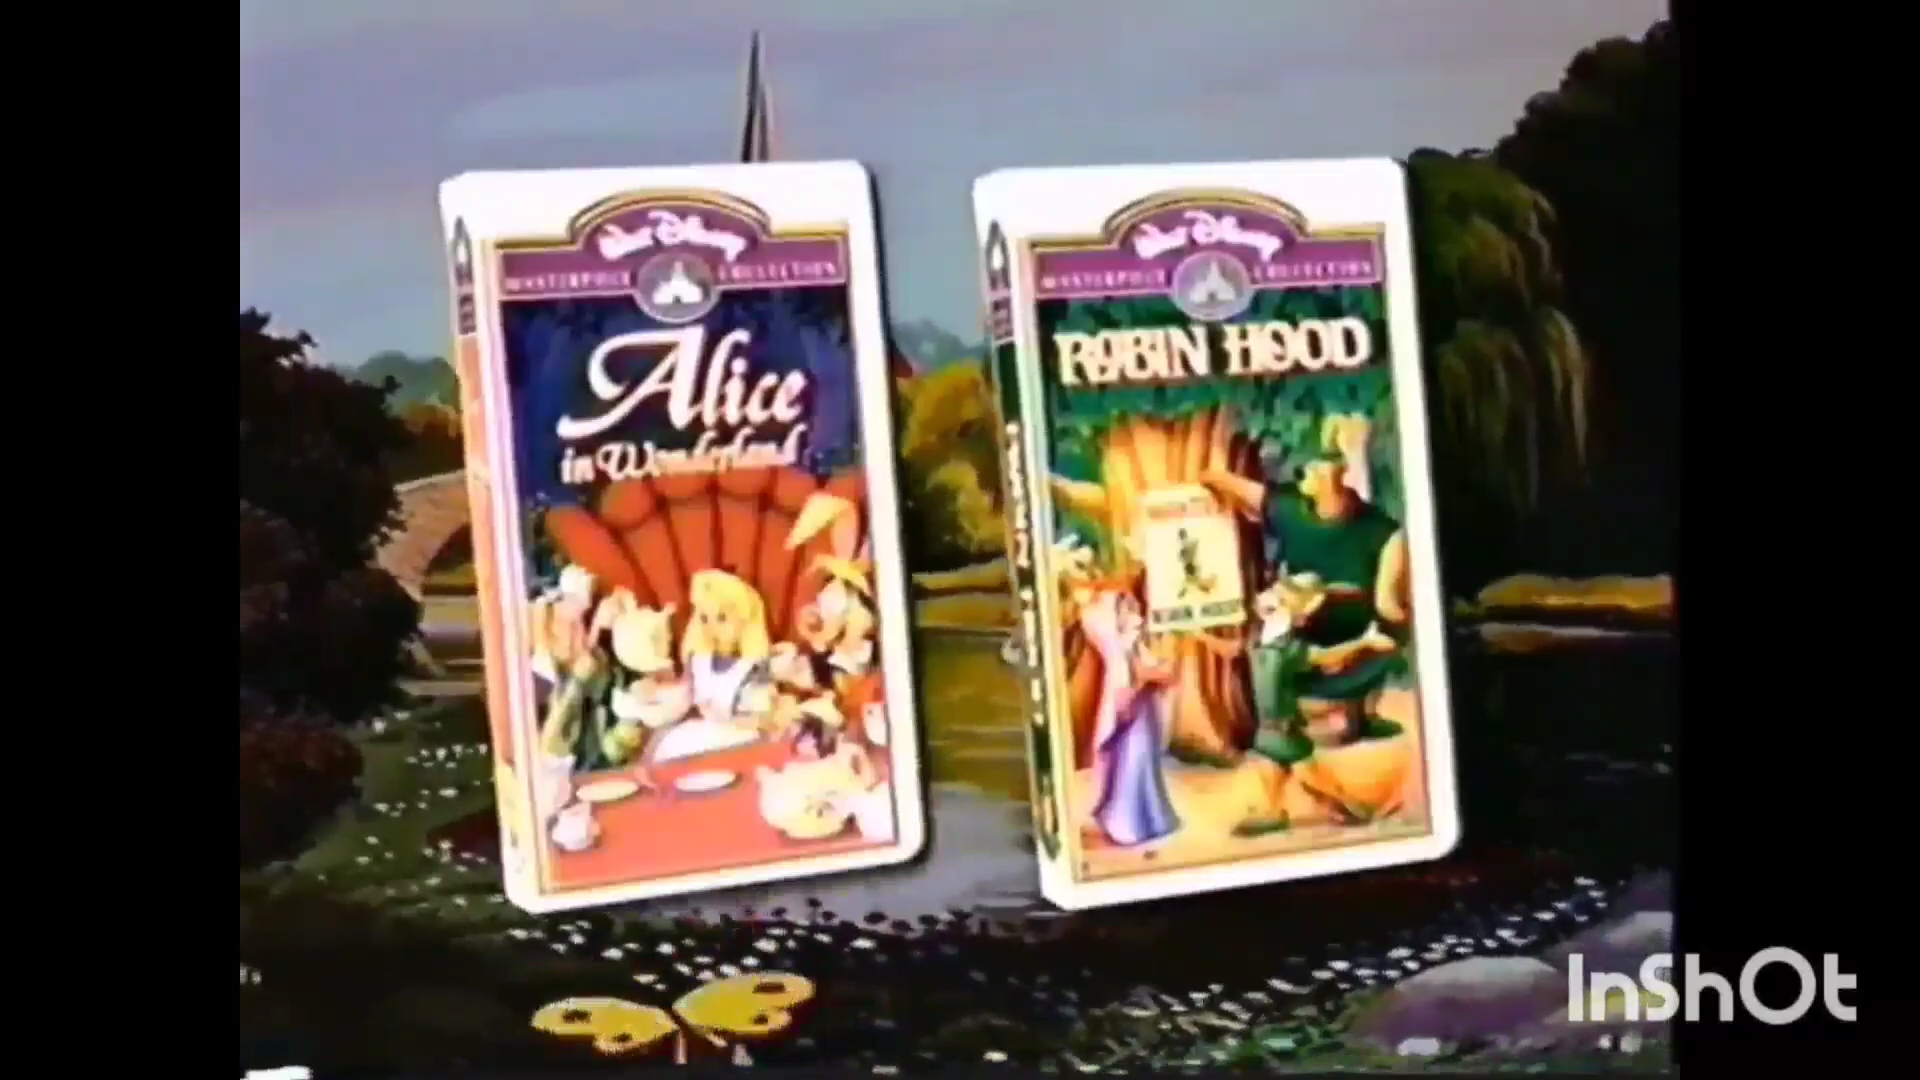 Walt Disney
MASTERPIECE COLLECTION
Alice
in Wonderland
Walt Disney
MASTERPIECE COLLECTION
ROBIN HOOD
ROBIN HOOD
InShOt